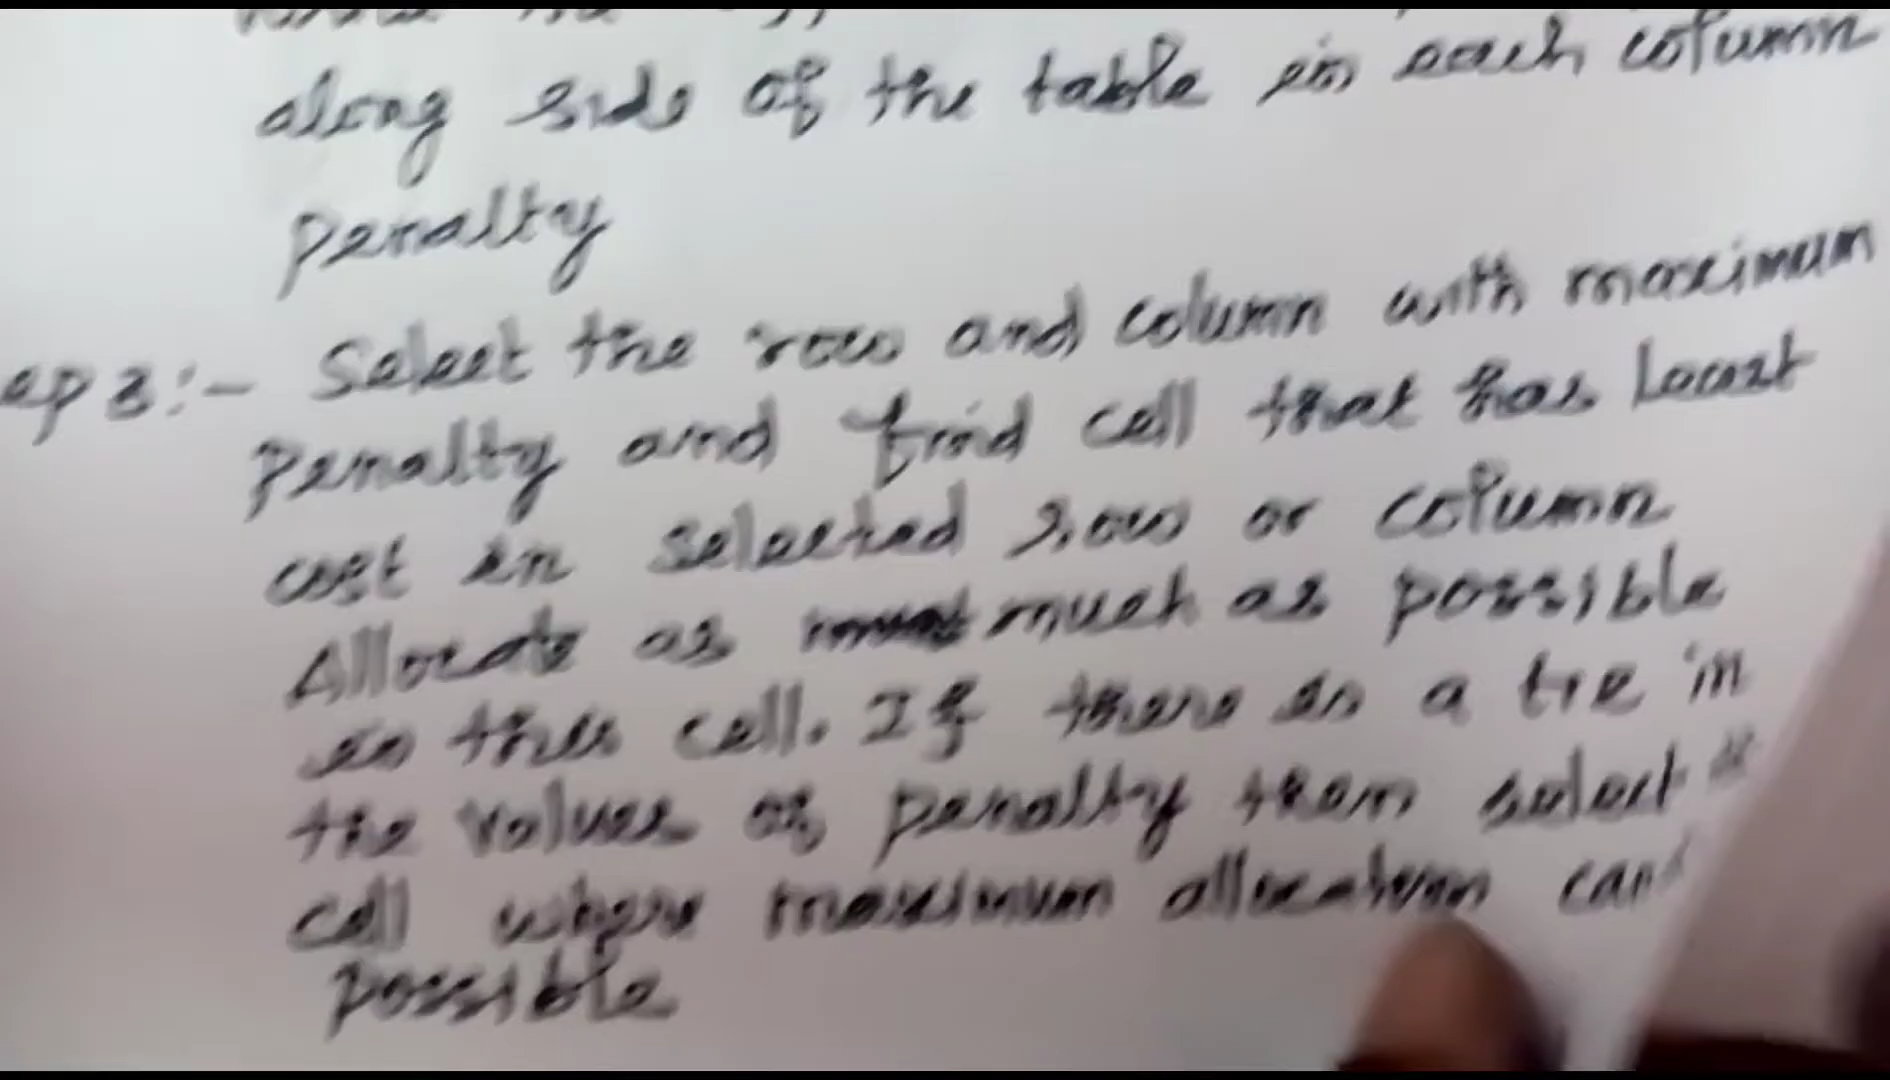 along side of the table in each column
penalty
ep 3:- Select the row and column with maximum
penalty and find cell that has least
cost in selected row or column
Allocate as much as possible
in this cell. If there is a tie in
the values of penalty then select
cell where maximum allocation can
possible